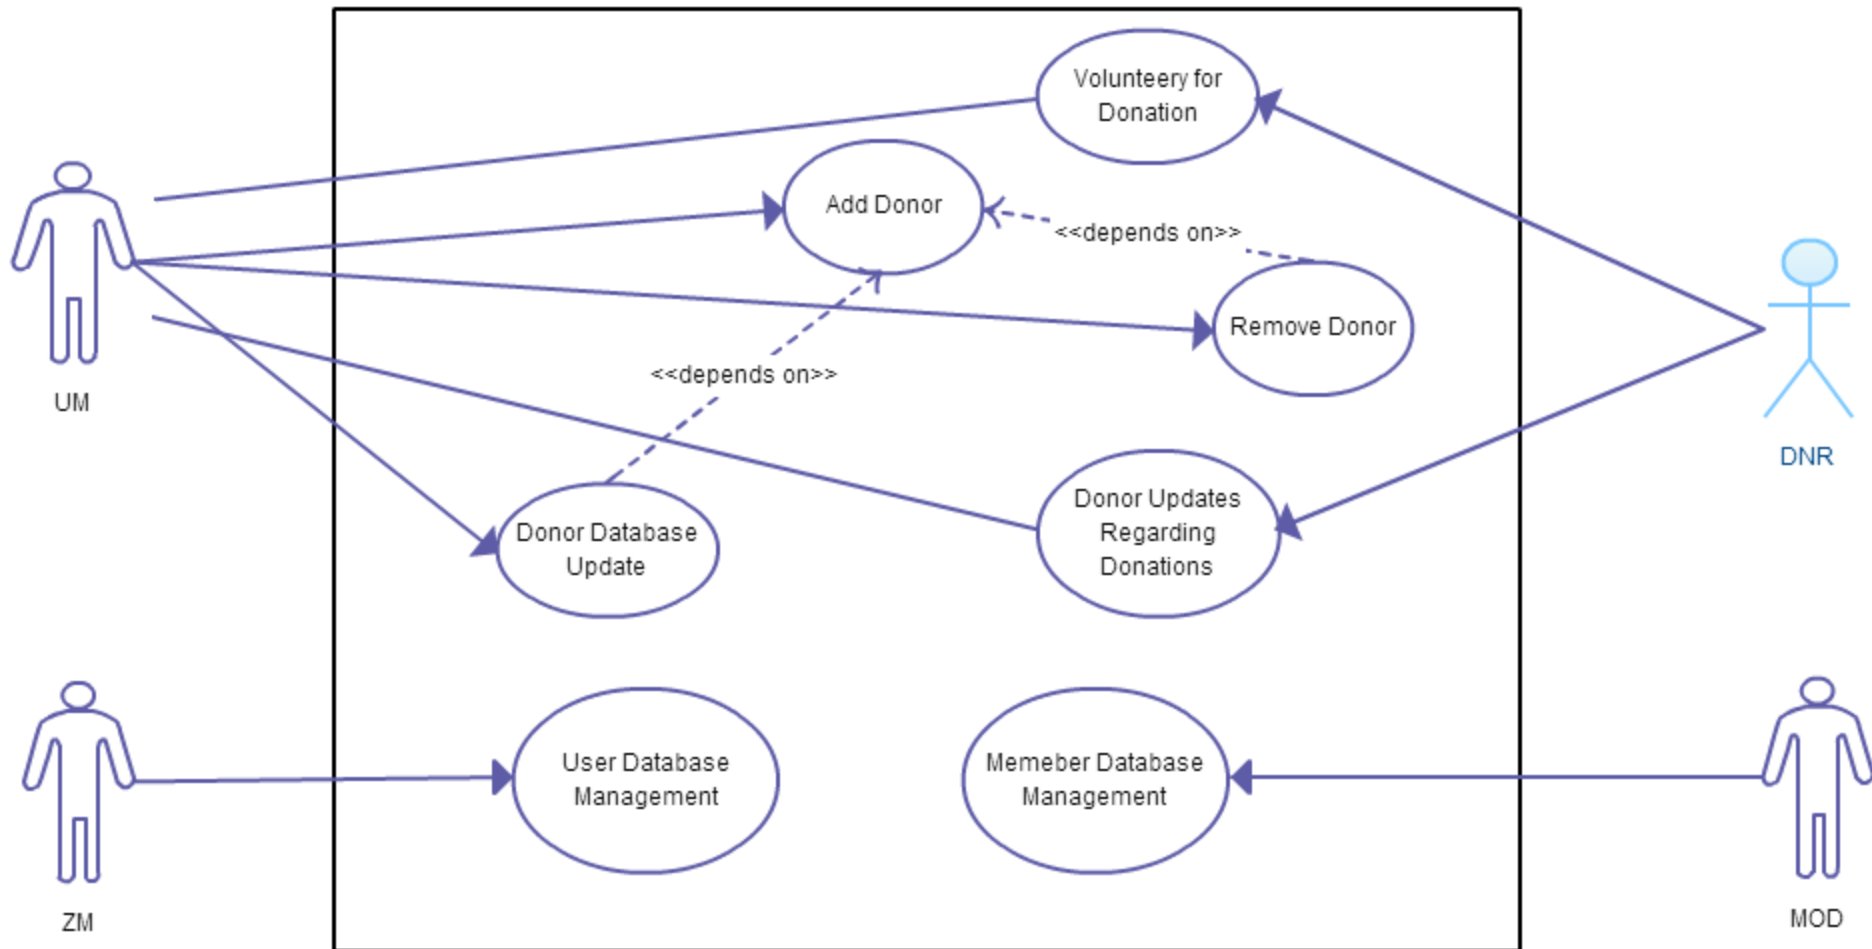 Volunteery for
Donation
Add Donor
<<depends on>>
Remove Donor
UM
<<depends on>>
DNR
Donor Database
Update
Donor Updates
Regarding
Donations
User Database
Management
Memeber Database
Management
ZM
MOD